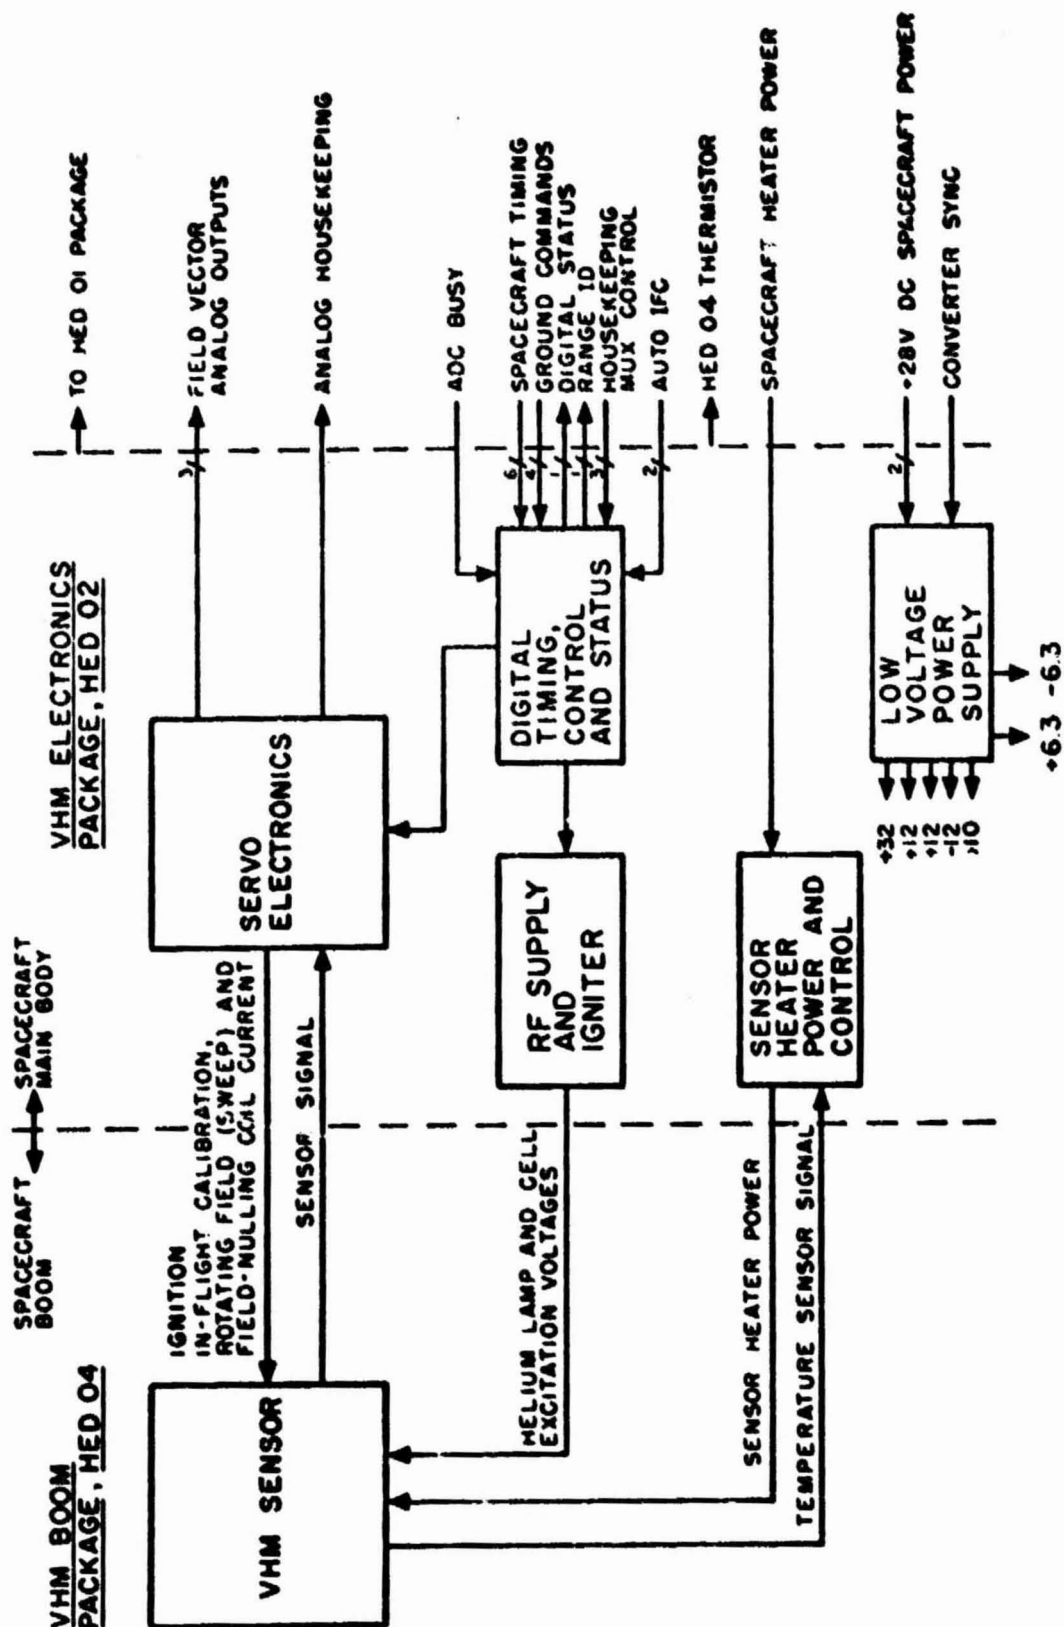 VHM BOOM
PACKAGE, HED 04
SPACECRAFT
BOOM
SPACECRAFT
MAIN BODY
VHM ELECTRONICS
PACKAGE, HED 02
TO HED 01 PACKAGE
VHM SENSOR
IGNITION
IN-FLIGHT CALIBRATION,
ROTATING FIELD (SWEEP) AND
FIELD-NULLING COIL CURRENT
SENSOR SIGNAL
SERVO
ELECTRONICS
3/
FIELD VECTOR
ANALOG OUTPUTS
ANALOG HOUSEKEEPING
HELIUM LAMP AND CELL
EXCITATION VOLTAGES
RF SUPPLY
AND
IGNITER
DIGITAL
TIMING,
CONTROL
AND STATUS
ADC BUSY
6/ SPACECRAFT TIMING
4/ GROUND COMMANDS
1/ DIGITAL STATUS
1/ RANGE ID
3/ HOUSEKEEPING
MUX CONTROL
2/ AUTO IFC
HED 04 THERMISTOR
SENSOR HEATER POWER
TEMPERATURE SENSOR SIGNAL
SENSOR
HEATER
POWER AND
CONTROL
SPACECRAFT HEATER POWER
+32
+12
+12
-12
>10
LOW
VOLTAGE
POWER
SUPPLY
2/ +28V DC SPACECRAFT POWER
CONVERTER SYNC
+6.3 -6.3